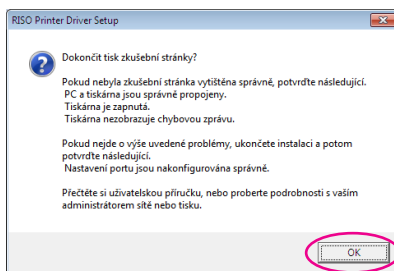 RISO Printer Driver Setup
Dokončit tisk zkušební stránky?
Pokud nebyla zkušební stránka vytištěna správně, potvrďte následující.
PC a tiskárna jsou správně propojeny.
Tiskárna je zapnutá.
Tiskárna nezobrazuje chybovou zprávu.
Pokud nejde o výše uvedené problémy, ukončete instalaci a potom
potvrďte následující.
Nastavení portu jsou nakonfigurována správně.
Přečtěte si uživatelskou příručku, nebo proberte podrobnosti s vaším
administrátorem sítě nebo tisku.
OK